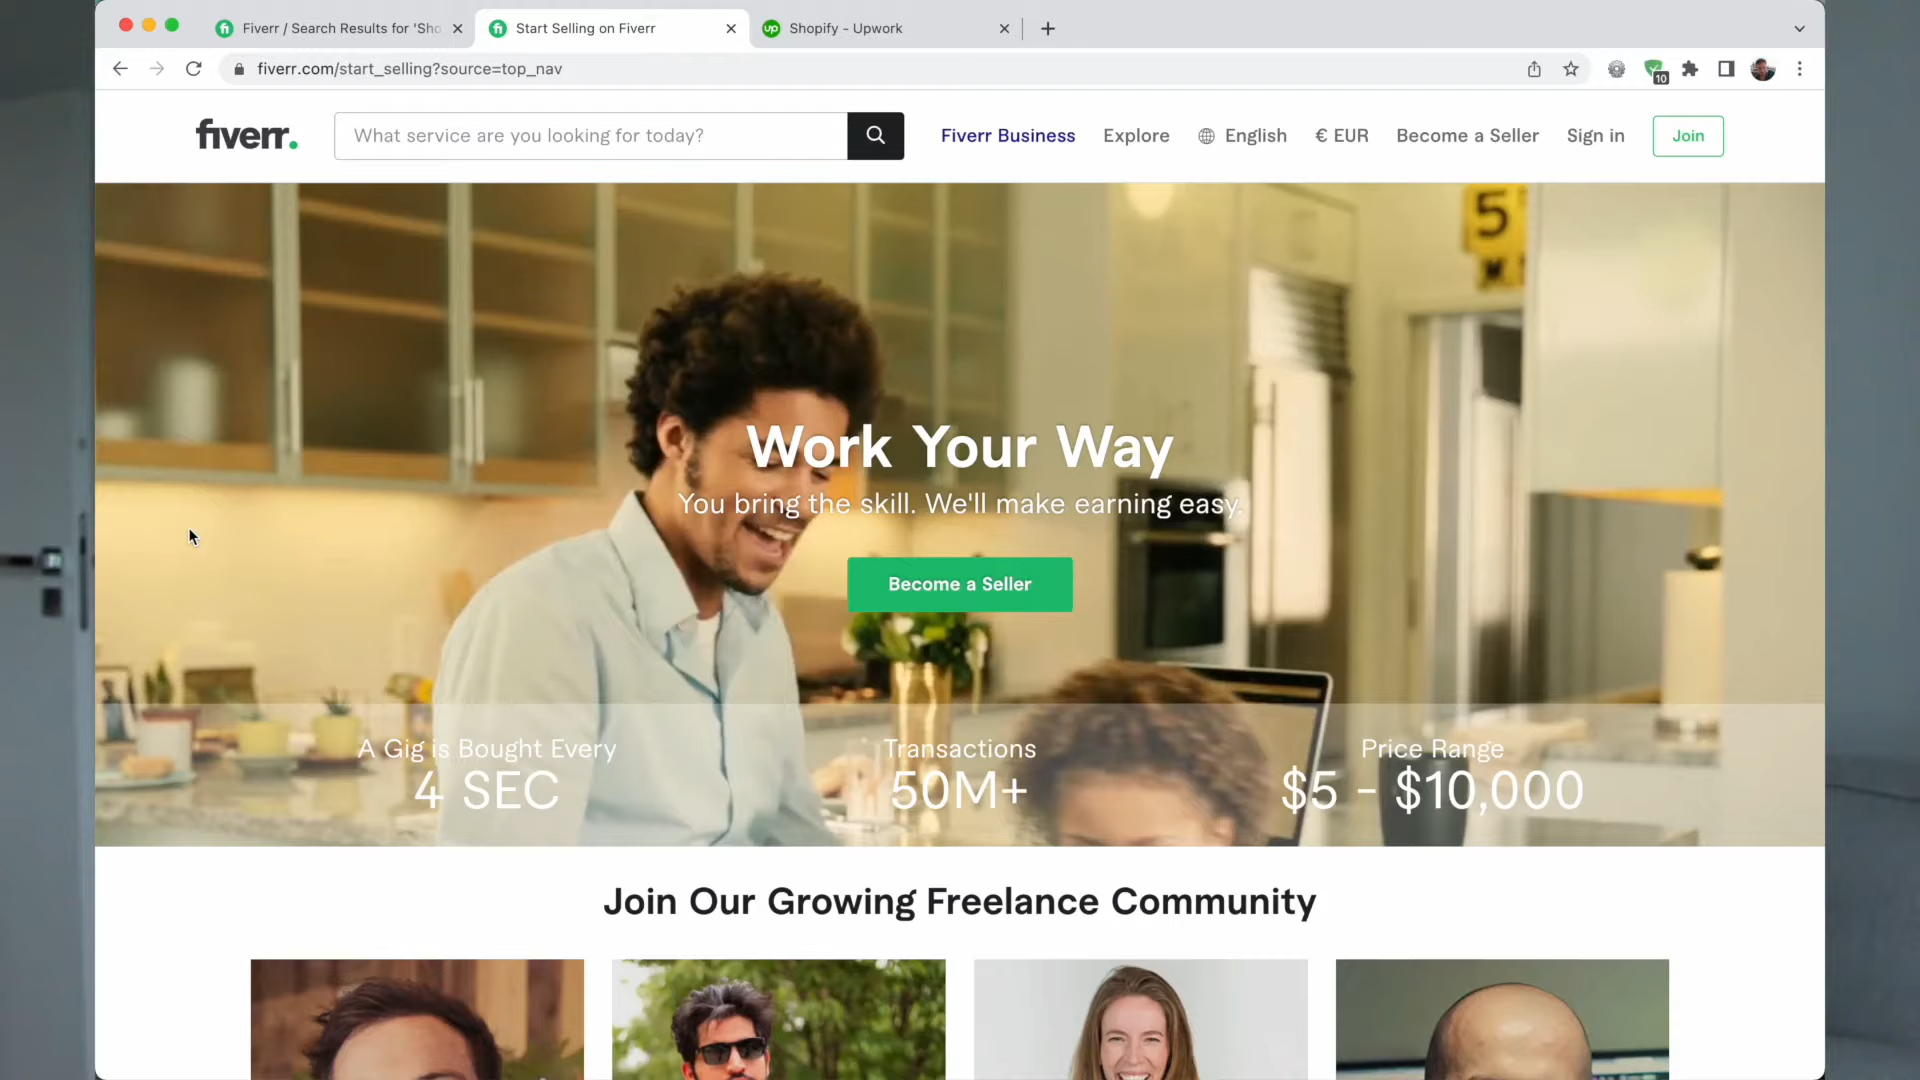 Fiverr / Search Results for 'Sho
Start Selling on Fiverr
Shopify - Upwork
fiverr.com/start_selling?source=top_nav
10
fiverr.
What service are you looking for today?
Fiverr Business
Explore
English
€ EUR
Become a Seller
Sign in
Join
5
Work Your Way
You bring the skill. We'll make earning easy.
Become a Seller
A Gig is Bought Every
4 SEC
Transactions
50M+
Price Range
$5 - $10,000
Join Our Growing Freelance Community